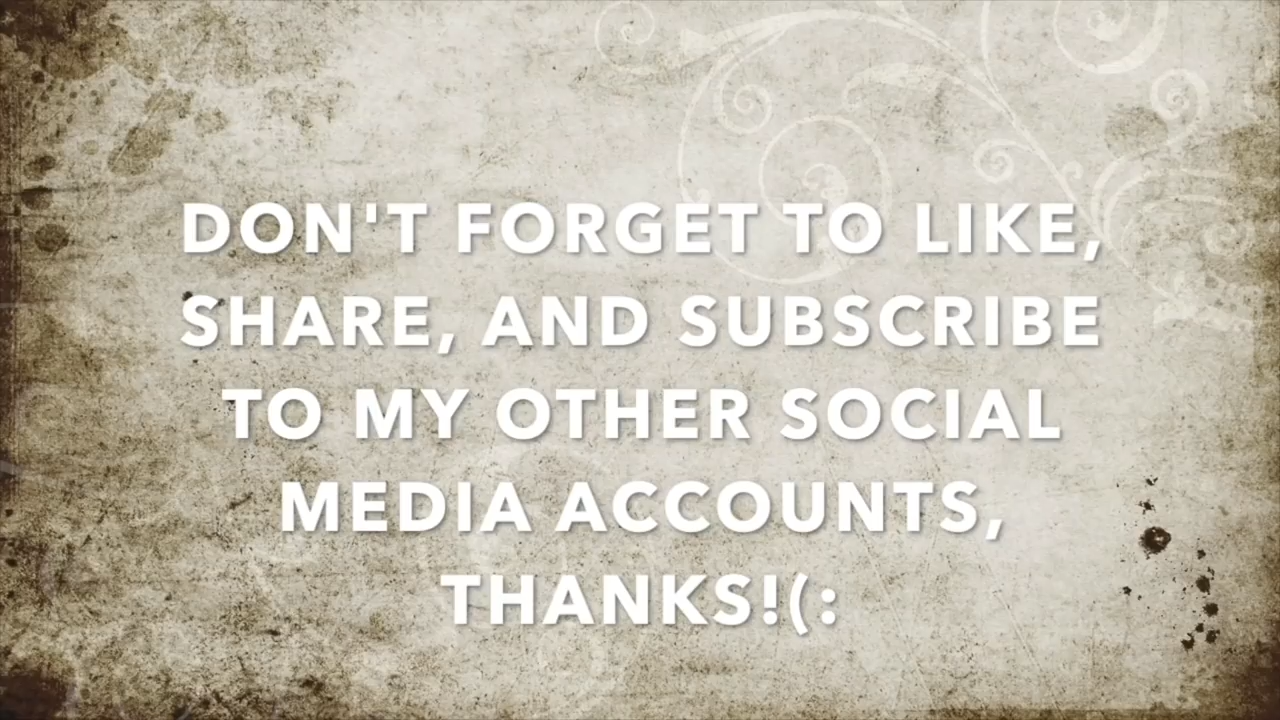 DON'T FORGET TO LIKE,
SHARE, AND SUBSCRIBE
TO MY OTHER SOCIAL
MEDIA ACCOUNTS,
THANKS!(: